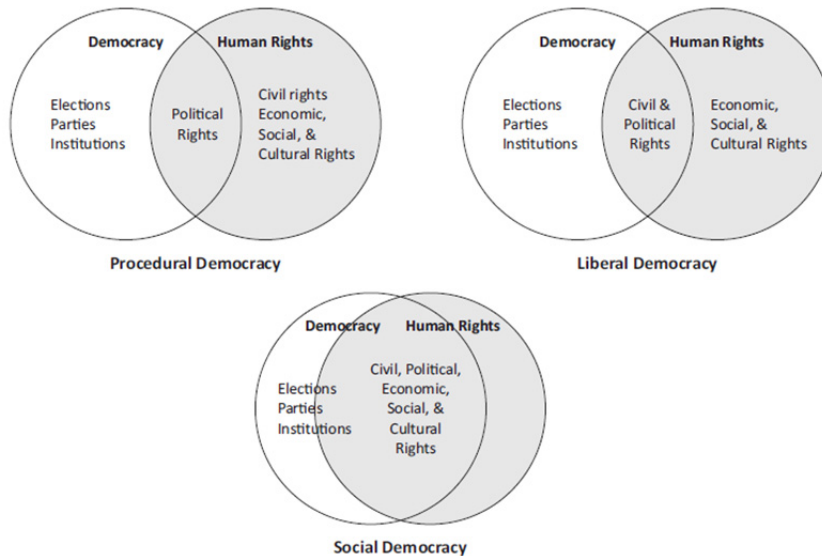 Democracy
Human Rights
Elections
Parties
Institutions
Political
Rights
Civil rights
Economic,
Social, &
Cultural Rights
Procedural Democracy
Democracy
Human Rights
Elections
Parties
Institutions
Civil &
Political
Rights
Economic,
Social, &
Cultural Rights
Liberal Democracy
Democracy
Human Rights
Elections
Parties
Institutions
Civil, Political,
Economic,
Social, &
Cultural
Rights
Social Democracy